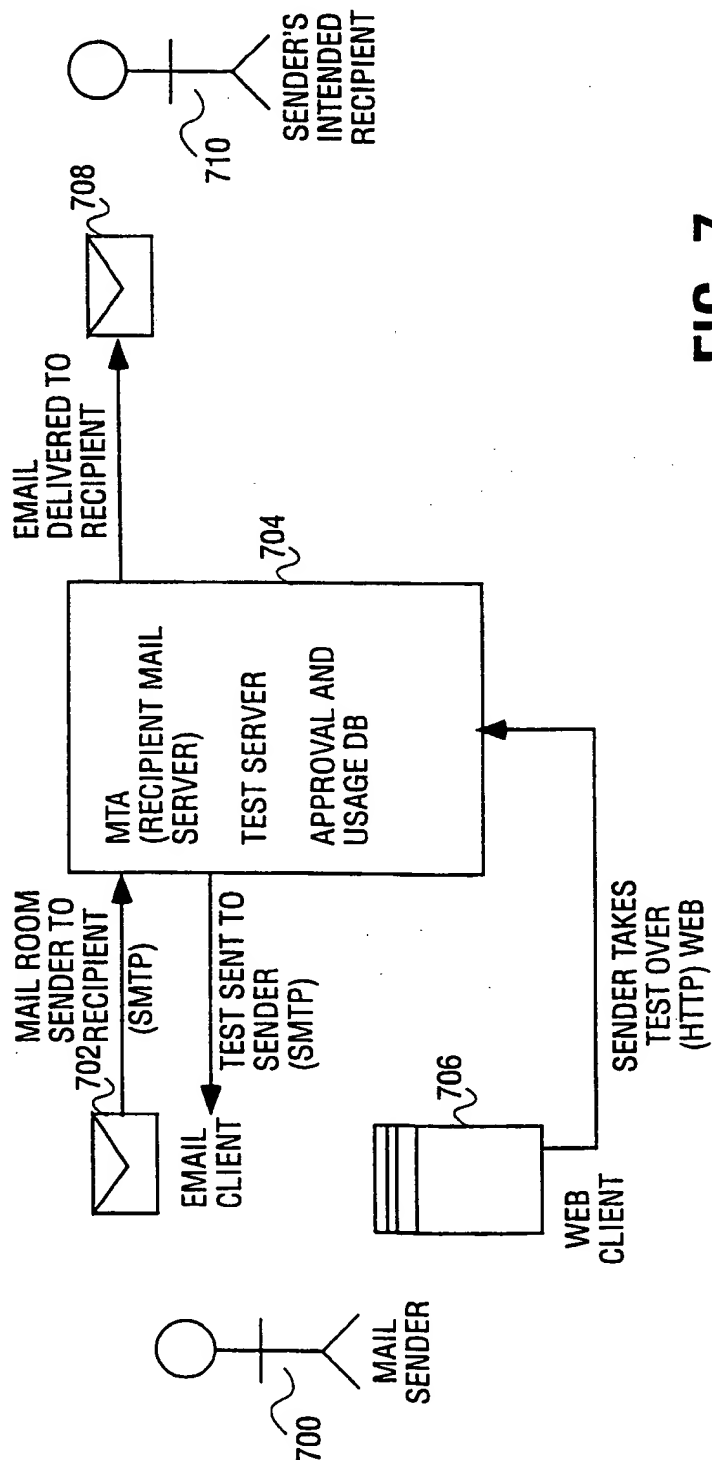 700
MAIL
SENDER
702
EMAIL
CLIENT
706
WEB
CLIENT
MAIL ROOM
SENDER TO
RECIPIENT
(SMTP)
TEST SENT TO
SENDER
(SMTP)
SENDER TAKES
TEST OVER
(HTTP) WEB
704
MTA
(RECIPIENT MAIL
SERVER)
TEST SERVER
APPROVAL AND
USAGE DB
EMAIL
DELIVERED TO
RECIPIENT
708
710
SENDER'S
INTENDED
RECIPIENT
FIG. 7